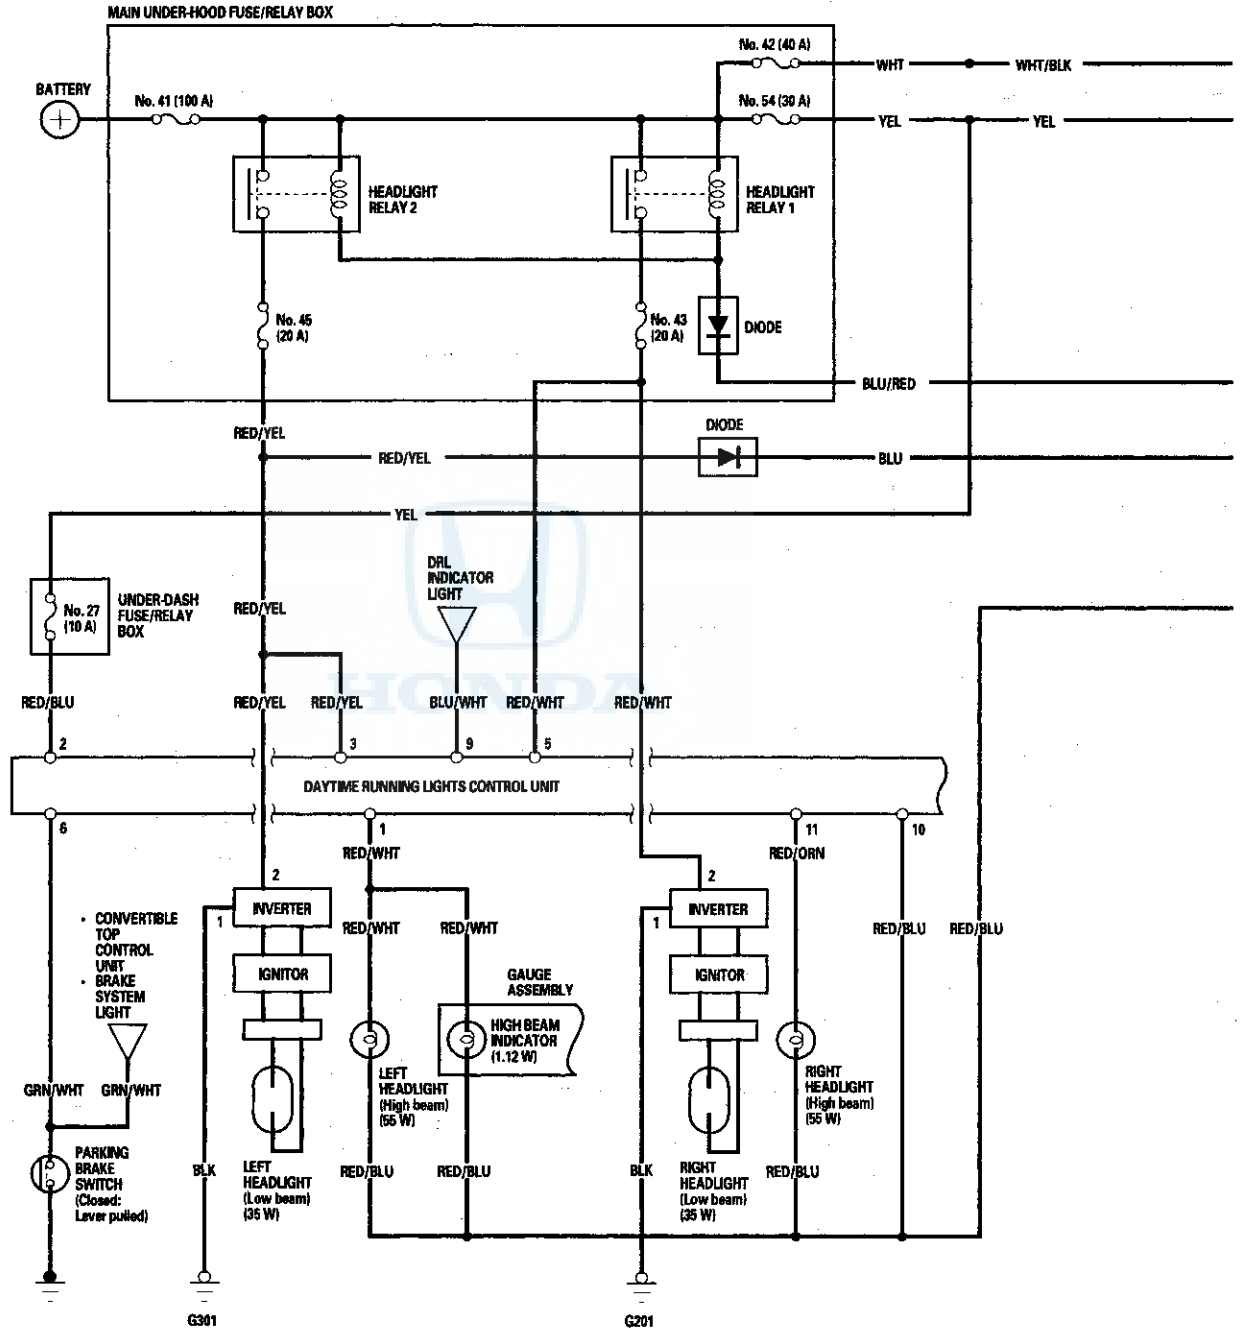 MAIN UNDER-HOOD FUSE/RELAY BOX
No. 42 (40 A)
WHT
WHT/BLK
BATTERY
No. 41 (100 A)
No. 54 (30 A)
YEL
YEL
HEADLIGHT
RELAY 2
HEADLIGHT
RELAY 1
No. 45
(20 A)
No. 43
(20 A)
DIODE
BLU/RED
RED/YEL
DIODE
RED/YEL
BLU
YEL
DRL
INDICATOR
LIGHT
No. 27
(10 A)
UNDER-DASH
FUSE/RELAY
BOX
RED/YEL
HONDA
RED/BLU
RED/YEL
RED/YEL
BLU/WHT
RED/WHT
RED/WHT
2
3
9
5
DAYTIME RUNNING LIGHTS CONTROL UNIT
6
1
11
10
RED/WHT
RED/ORN
2
2
1
INVERTER
1
INVERTER
• CONVERTIBLE
TOP
CONTROL
UNIT
• BRAKE
SYSTEM
LIGHT
RED/WHT
RED/WHT
RED/BLU
RED/BLU
IGNITOR
GAUGE
ASSEMBLY
IGNITOR
HIGH BEAM
INDICATOR
(1.12 W)
LEFT
HEADLIGHT
(High beam)
(55 W)
RIGHT
HEADLIGHT
(High beam)
(55 W)
GRN/WHT
GRN/WHT
PARKING
BRAKE
SWITCH
(Closed:
Lever pulled)
BLK
LEFT
HEADLIGHT
(Low beam)
(35 W)
RED/BLU
RED/BLU
BLK
RIGHT
HEADLIGHT
(Low beam)
(35 W)
RED/BLU
G301
G201